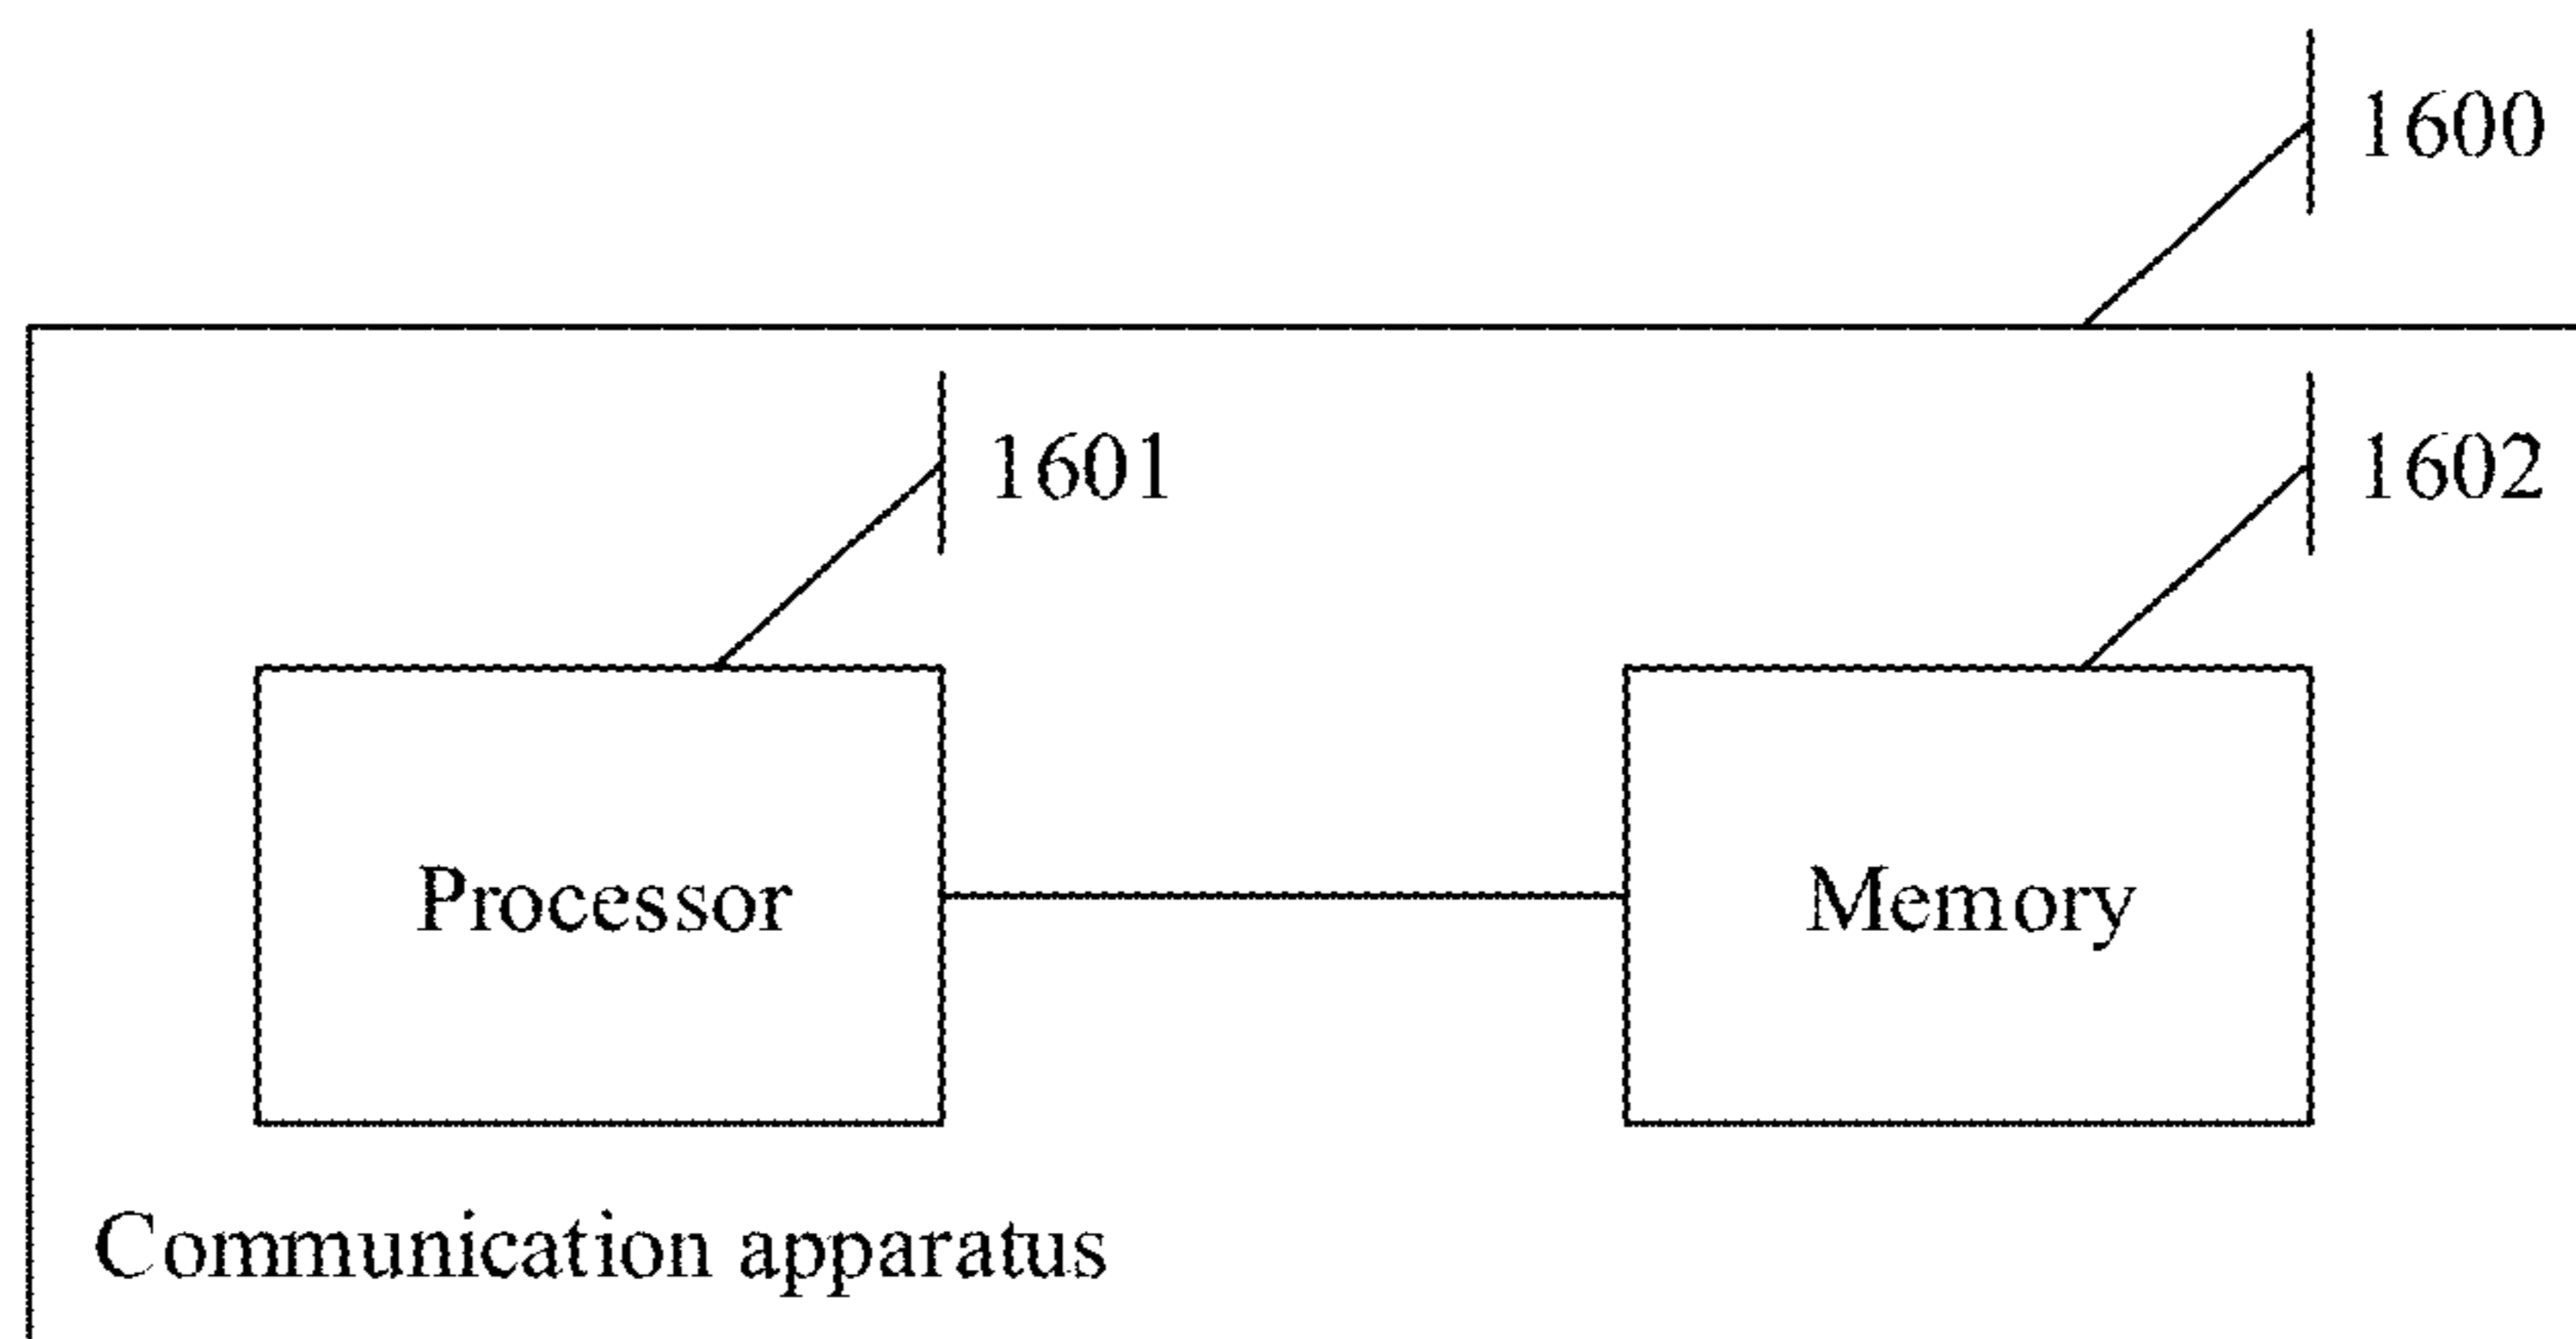 1600
1601
1602
Processor
Memory
Communication apparatus